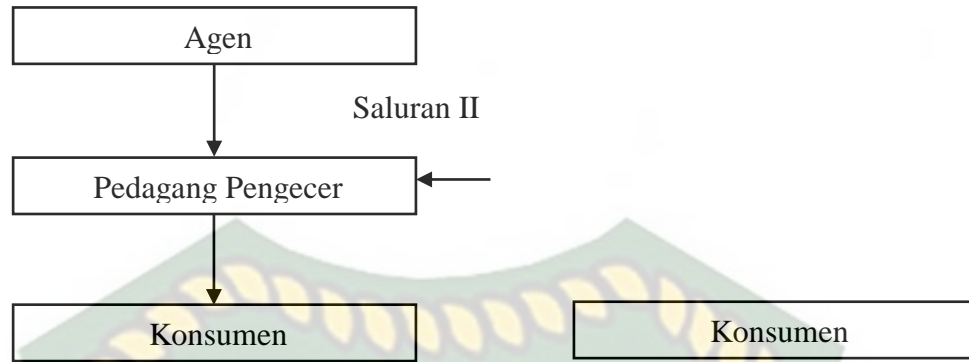 Agen
Saluran II
Pedagang Pengecer
Konsumen
Konsumen